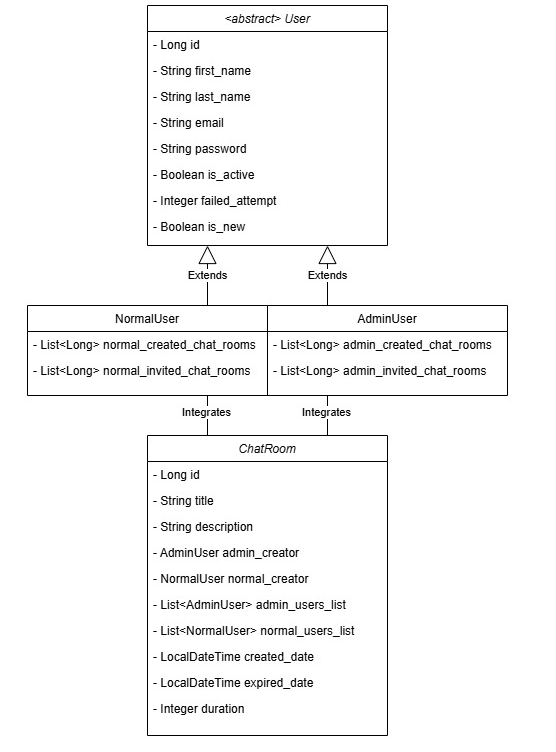 <abstract> User
- Long id
- String first_name
- String last_name
- String email
- String password
- Boolean is_active
- Integer failed_attempt
- Boolean is_new
Extends
Extends
NormalUser
- List<Long> normal_created_chat_rooms
- List<Long> normal_invited_chat_rooms
AdminUser
- List<Long> admin_created_chat_rooms
- List<Long> admin_invited_chat_rooms
Integrates
Integrates
ChatRoom
- Long id
- String title
- String description
- AdminUser admin_creator
- NormalUser normal_creator
- List<AdminUser> admin_users_list
- List<NormalUser> normal_users_list
- LocalDateTime created_date
- LocalDateTime expired_date
- Integer duration